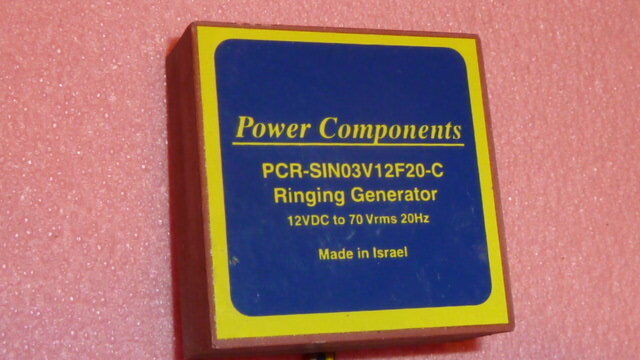 Power Components
PCR-SIN03V12F20-C
Ringing Generator
12VDC to 70 Vrms 20Hz
Made in Israel